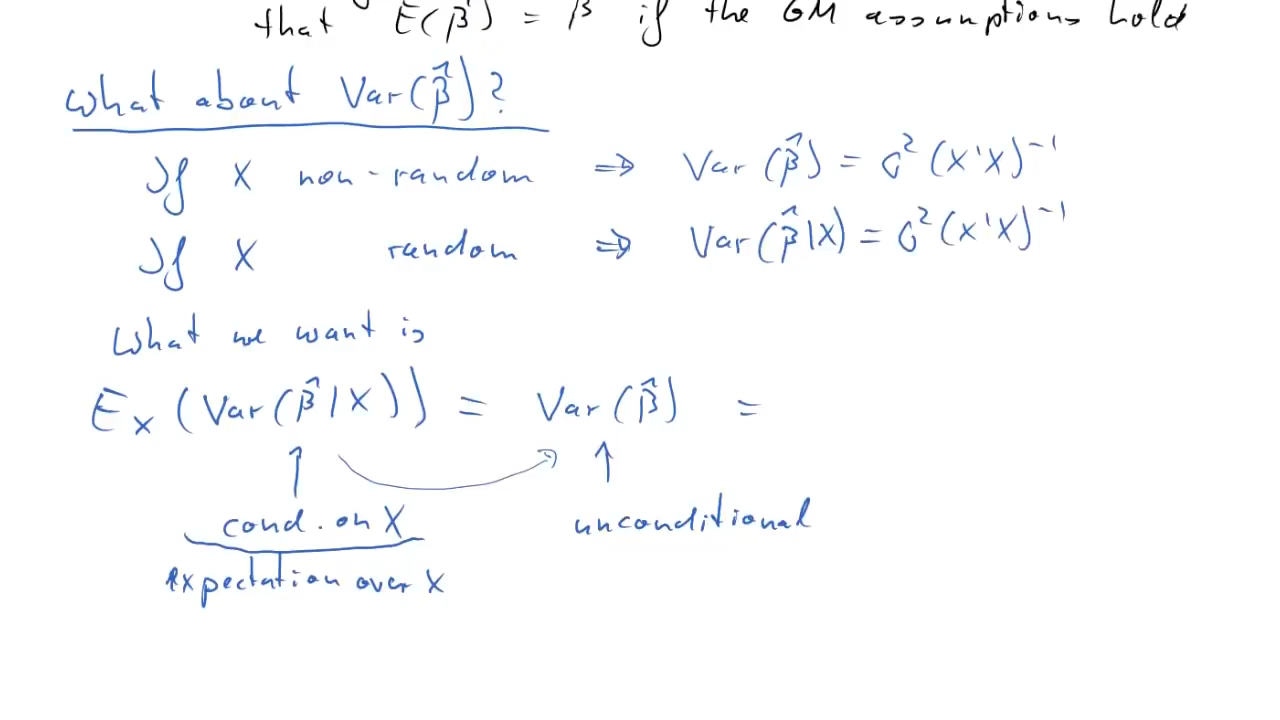 that E(β̂) = β if the GM assumptions hold
What about Var(β̂)?
If X non-random ⇒ Var(β̂) = σ²(X'X)⁻¹
If X random ⇒ Var(β̂|X) = σ²(X'X)⁻¹
What we want is
E_X(Var(β̂|X)) = Var(β̂) =
cond. on X
unconditional
expectation over X